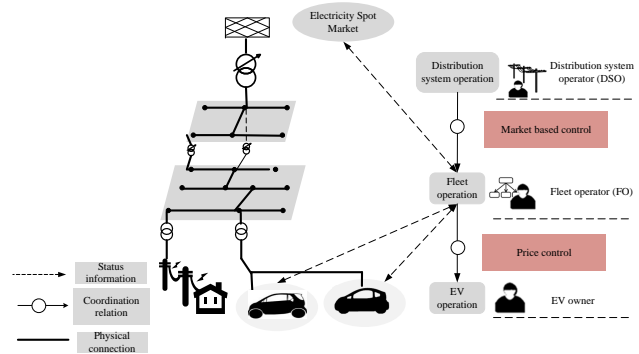 Electricity Spot
Market
Distribution
system operation
Distribution system
operator (DSO)
Market based control
Fleet
operation
Fleet operator (FO)
Price control
EV
operation
EV owner
Status
information
Coordination
relation
Physical
connection